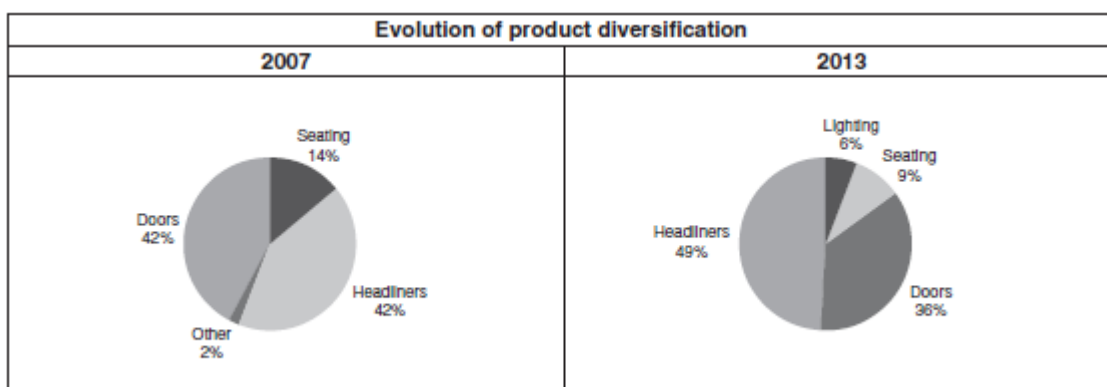 Evolution of product diversification
2007
2013
Seating
14%
Doors
42%
Headliners
42%
Other
2%
Lighting
6%
Seating
9%
Headliners
49%
Doors
36%